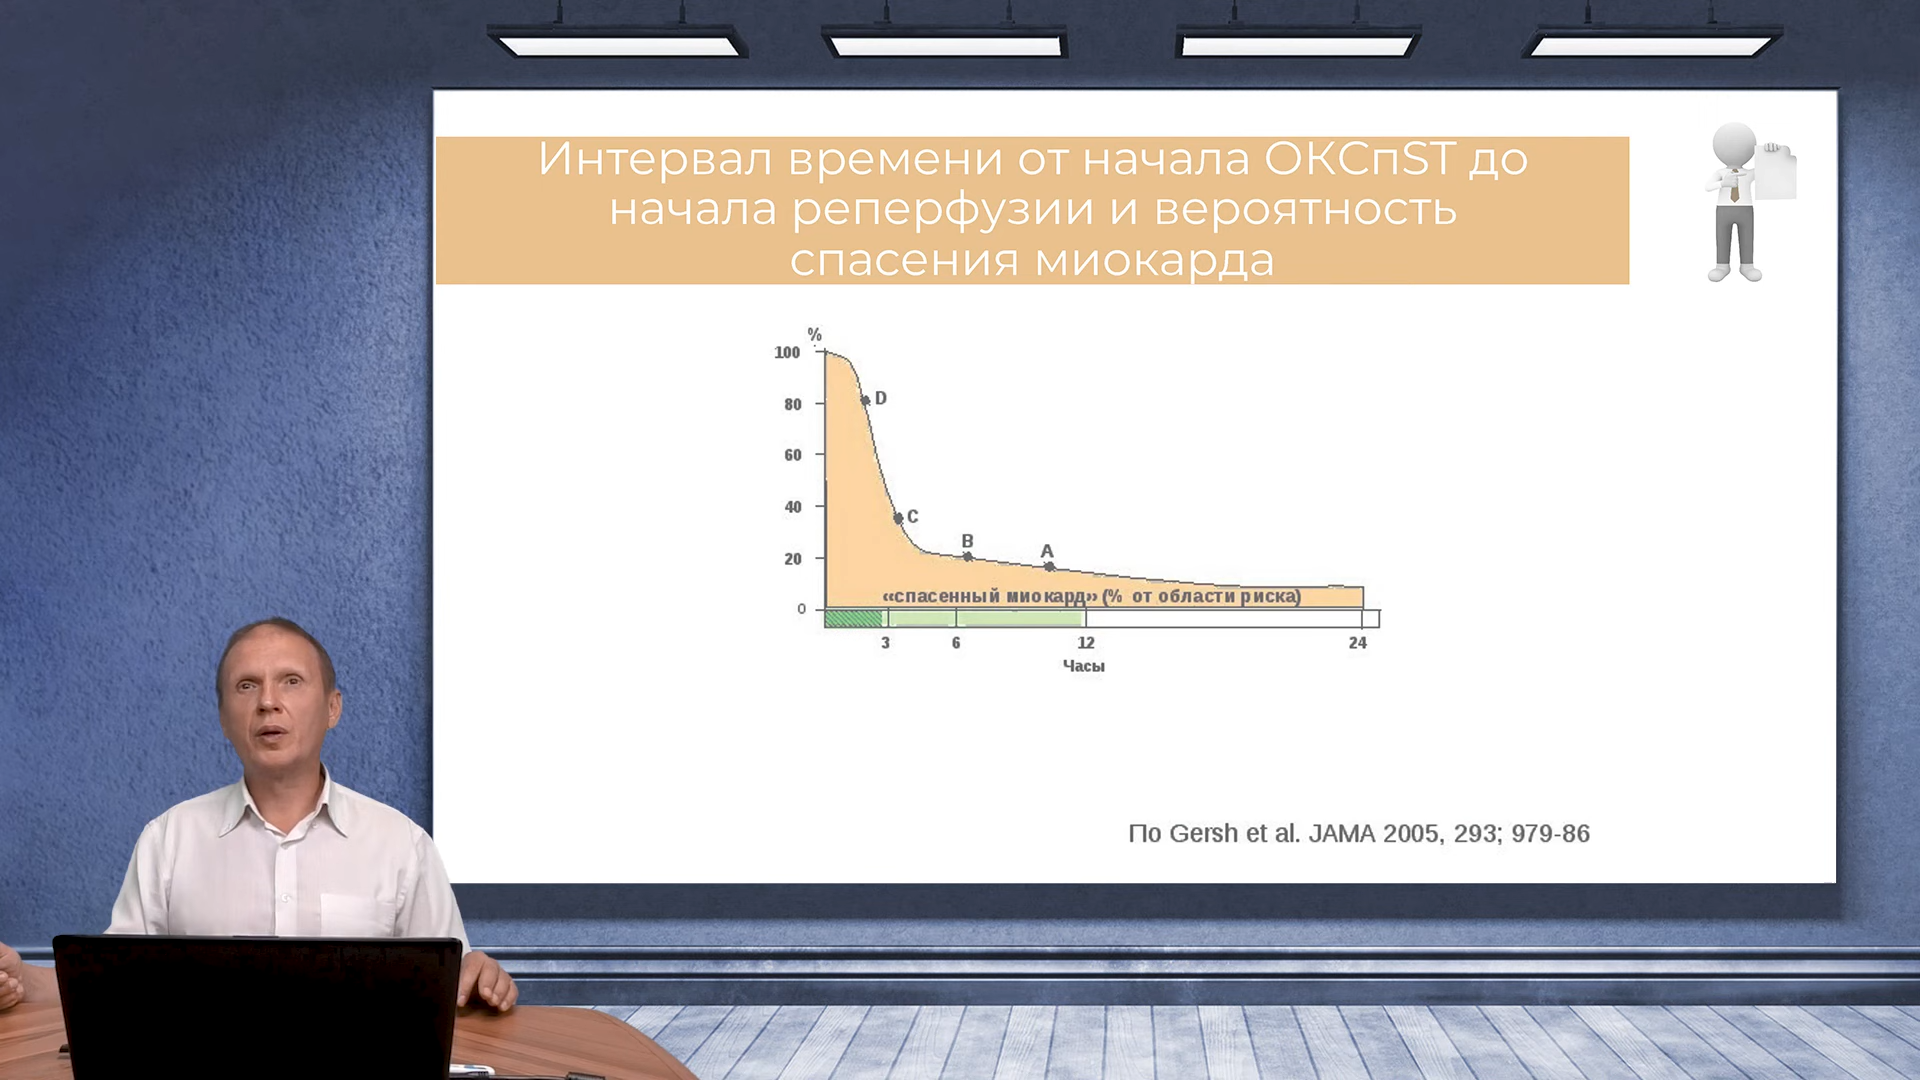 Интервал времени от начала ОКСпST до
начала реперфузии и вероятность
спасения миокарда
%
100
80
60
40
20
0
D
C
B
A
«спасенный миокард» (% от области риска)
3
6
12
24
Часы
По Gersh et al. JAMA 2005, 293; 979-86